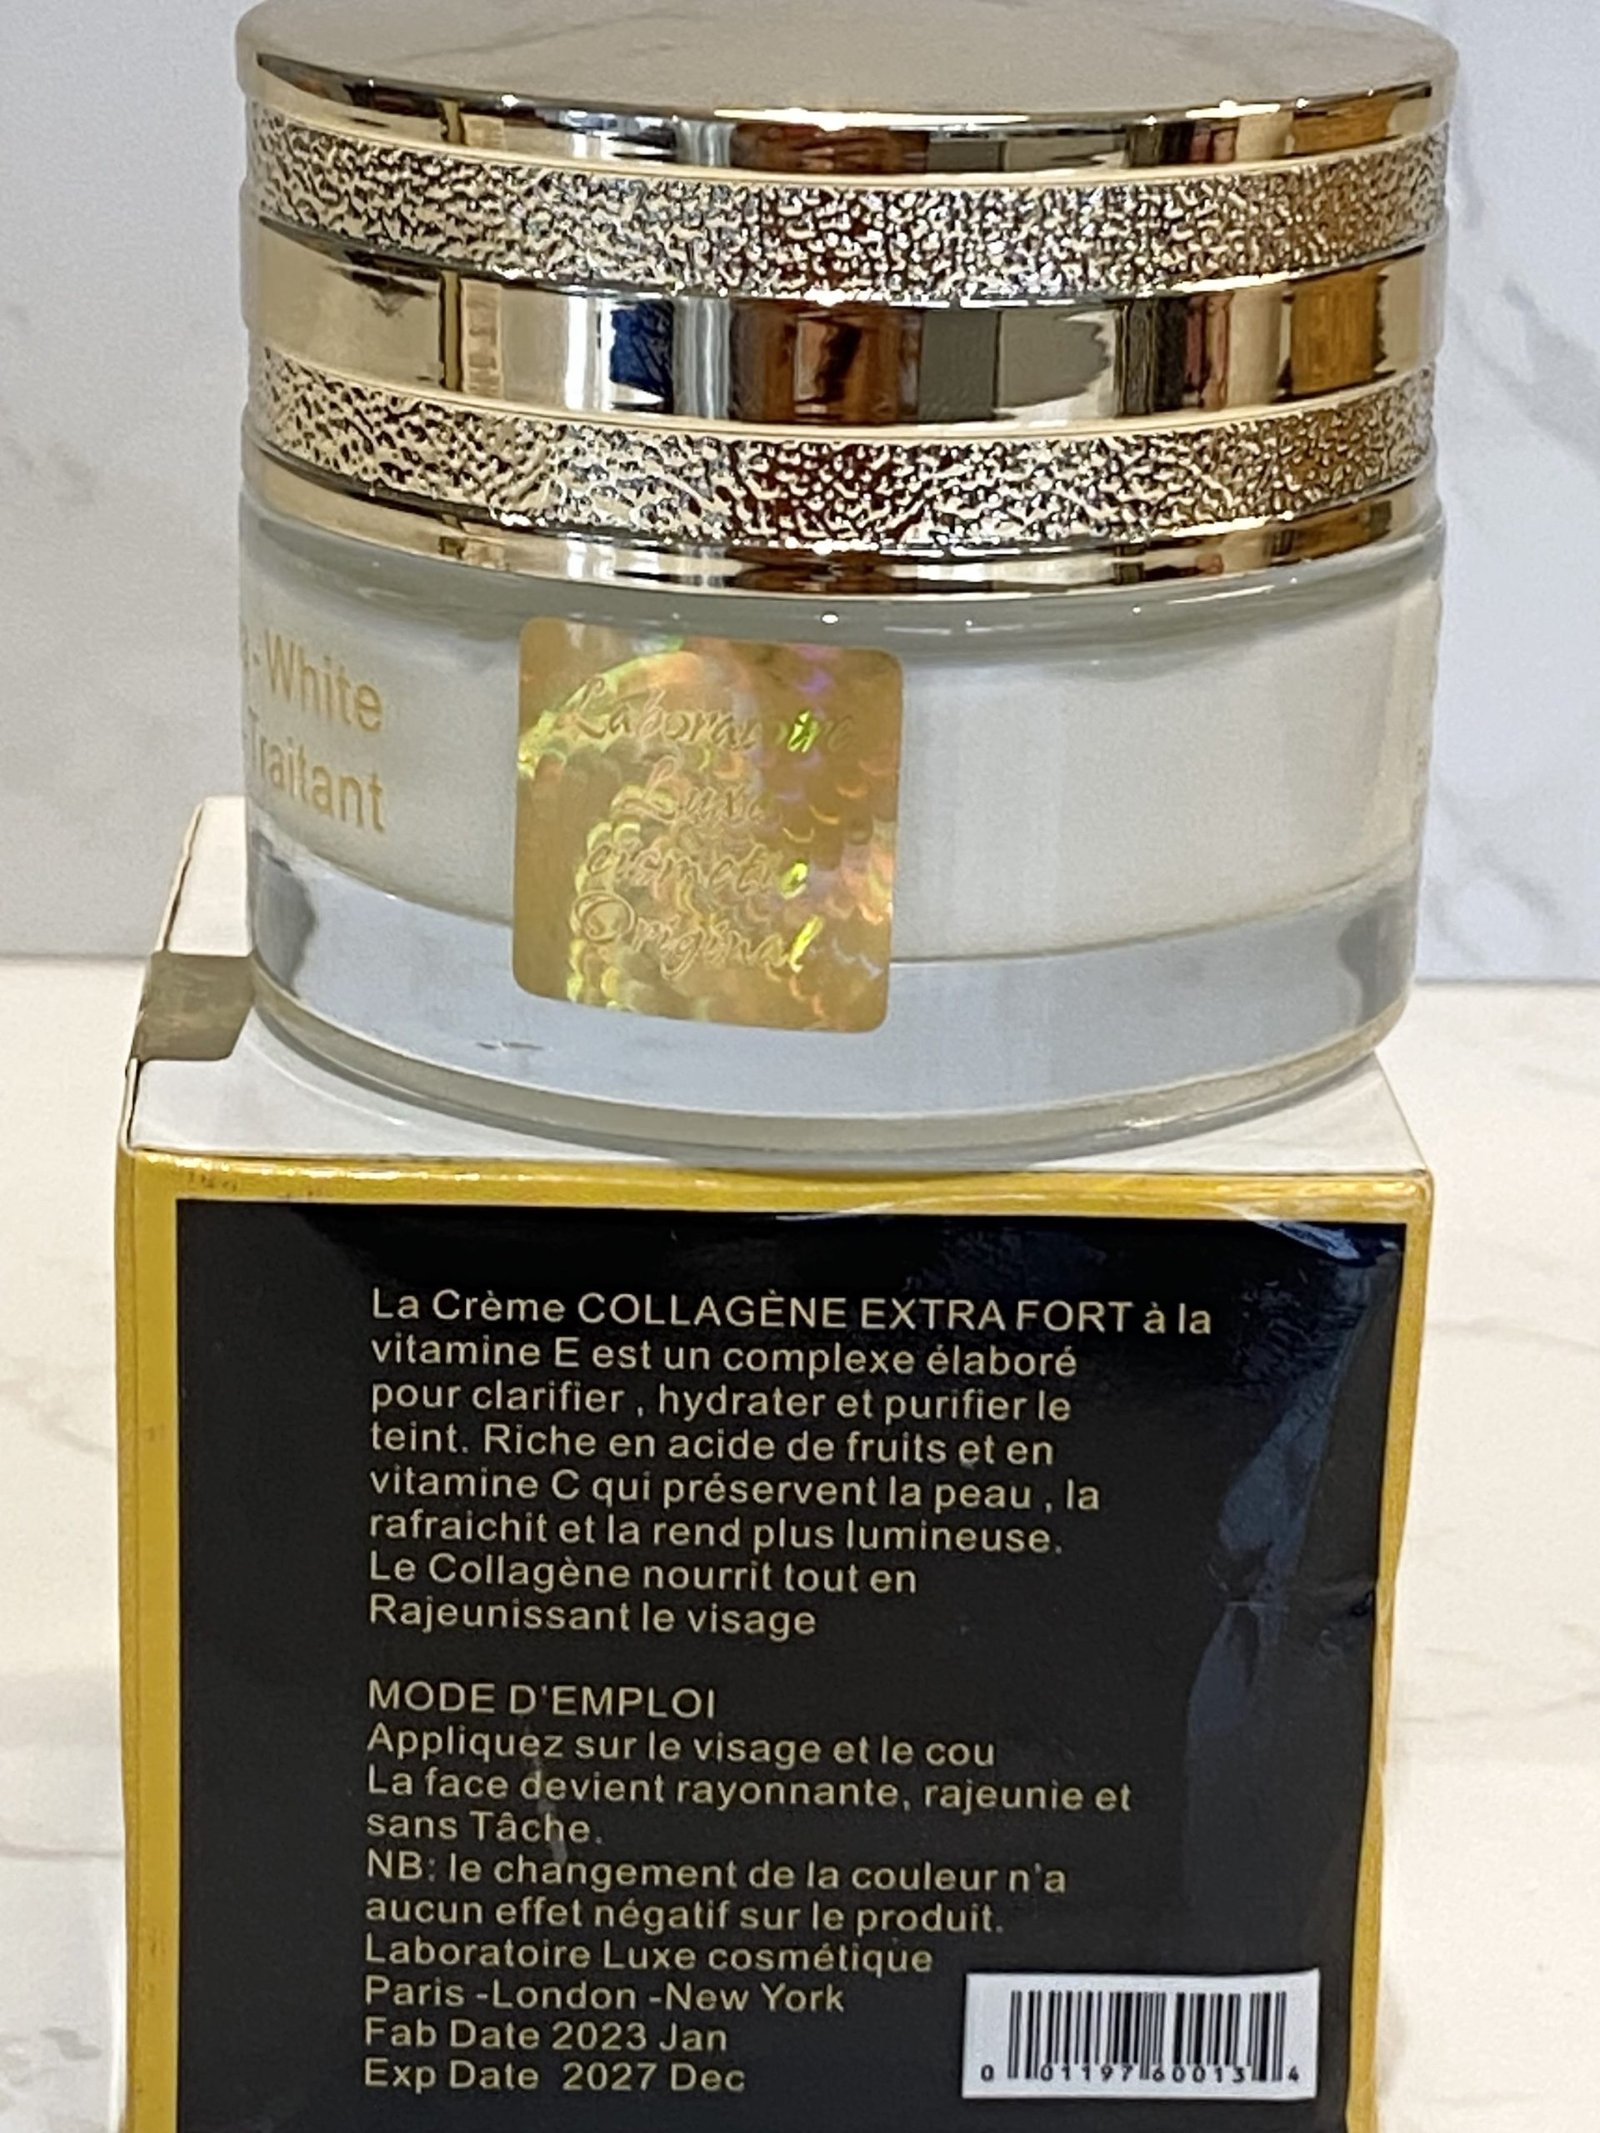 -White
-Traitant
Laboratoire
Luxe
cosmetic
Original
La Crème COLLAGÈNE EXTRA FORT à la
vitamine E est un complexe élaboré
pour clarifier , hydrater et purifier le
teint. Riche en acide de fruits et en
vitamine C qui préservent la peau , la
rafraichit et la rend plus lumineuse.
Le Collagène nourrit tout en
Rajeunissant le visage
MODE D'EMPLOI
Appliquez sur le visage et le cou
La face devient rayonnante, rajeunie et
sans Tâche.
NB: le changement de la couleur n'a
aucun effet négatif sur le produit.
Laboratoire Luxe cosmétique
Paris -London -New York
Fab Date 2023 Jan
Exp Date 2027 Dec
0 01197 60013 4